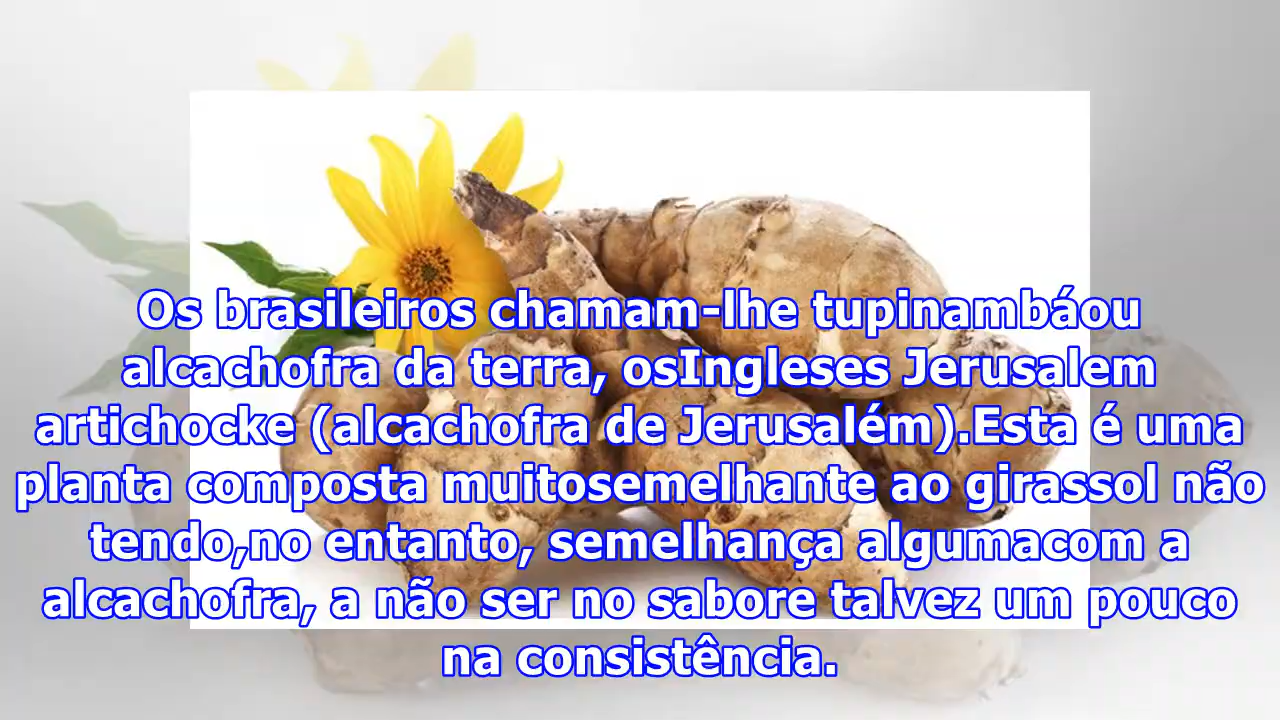 Os brasileiros chamam-lhe tupinambáou
alcachofra da terra, osIngleses Jerusalem
artichocke (alcachofra de Jerusalém).Esta é uma
planta composta muitosemelhante ao girassol não
tendo,no entanto, semelhança algumacom a
alcachofra, a não ser no sabore talvez um pouco
na consistência.